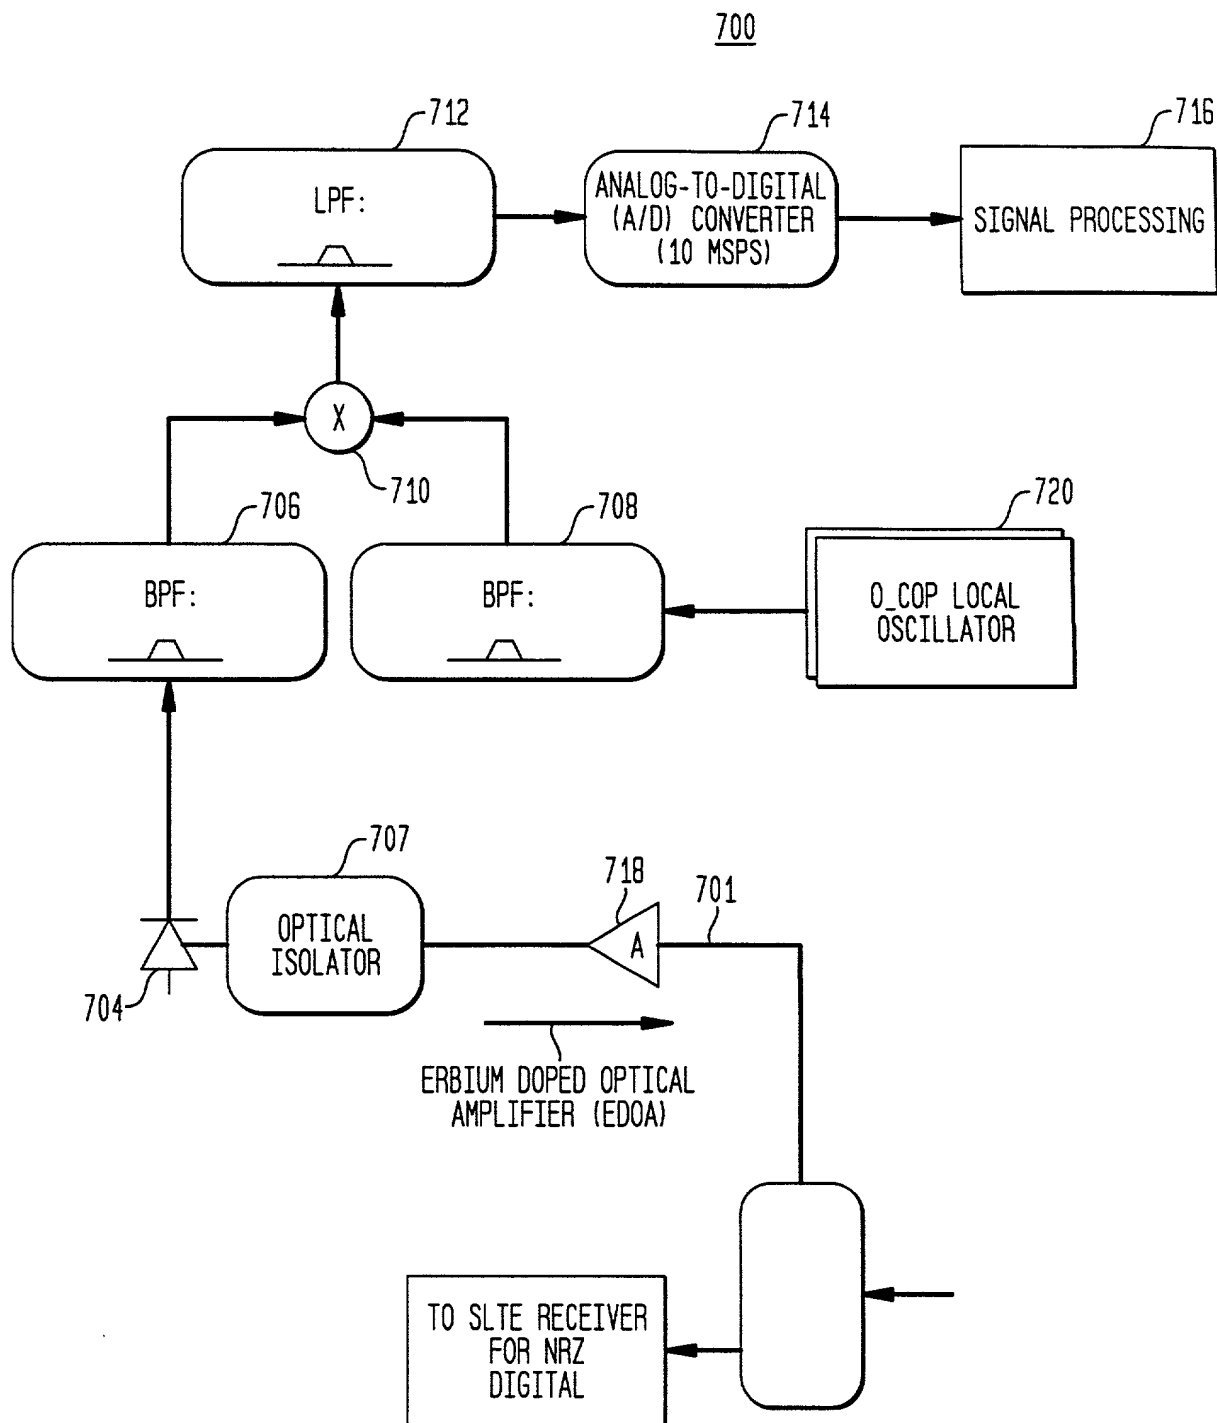 700
712
714
716
LPF:
ANALOG-TO-DIGITAL
(A/D) CONVERTER
(10 MSPS)
SIGNAL PROCESSING
X
710
706
708
720
BPF:
BPF:
O_COP LOCAL
OSCILLATOR
707
718
701
OPTICAL
ISOLATOR
A
704
ERBIUM DOPED OPTICAL
AMPLIFIER (EDOA)
TO SLTE RECEIVER
FOR NRZ
DIGITAL